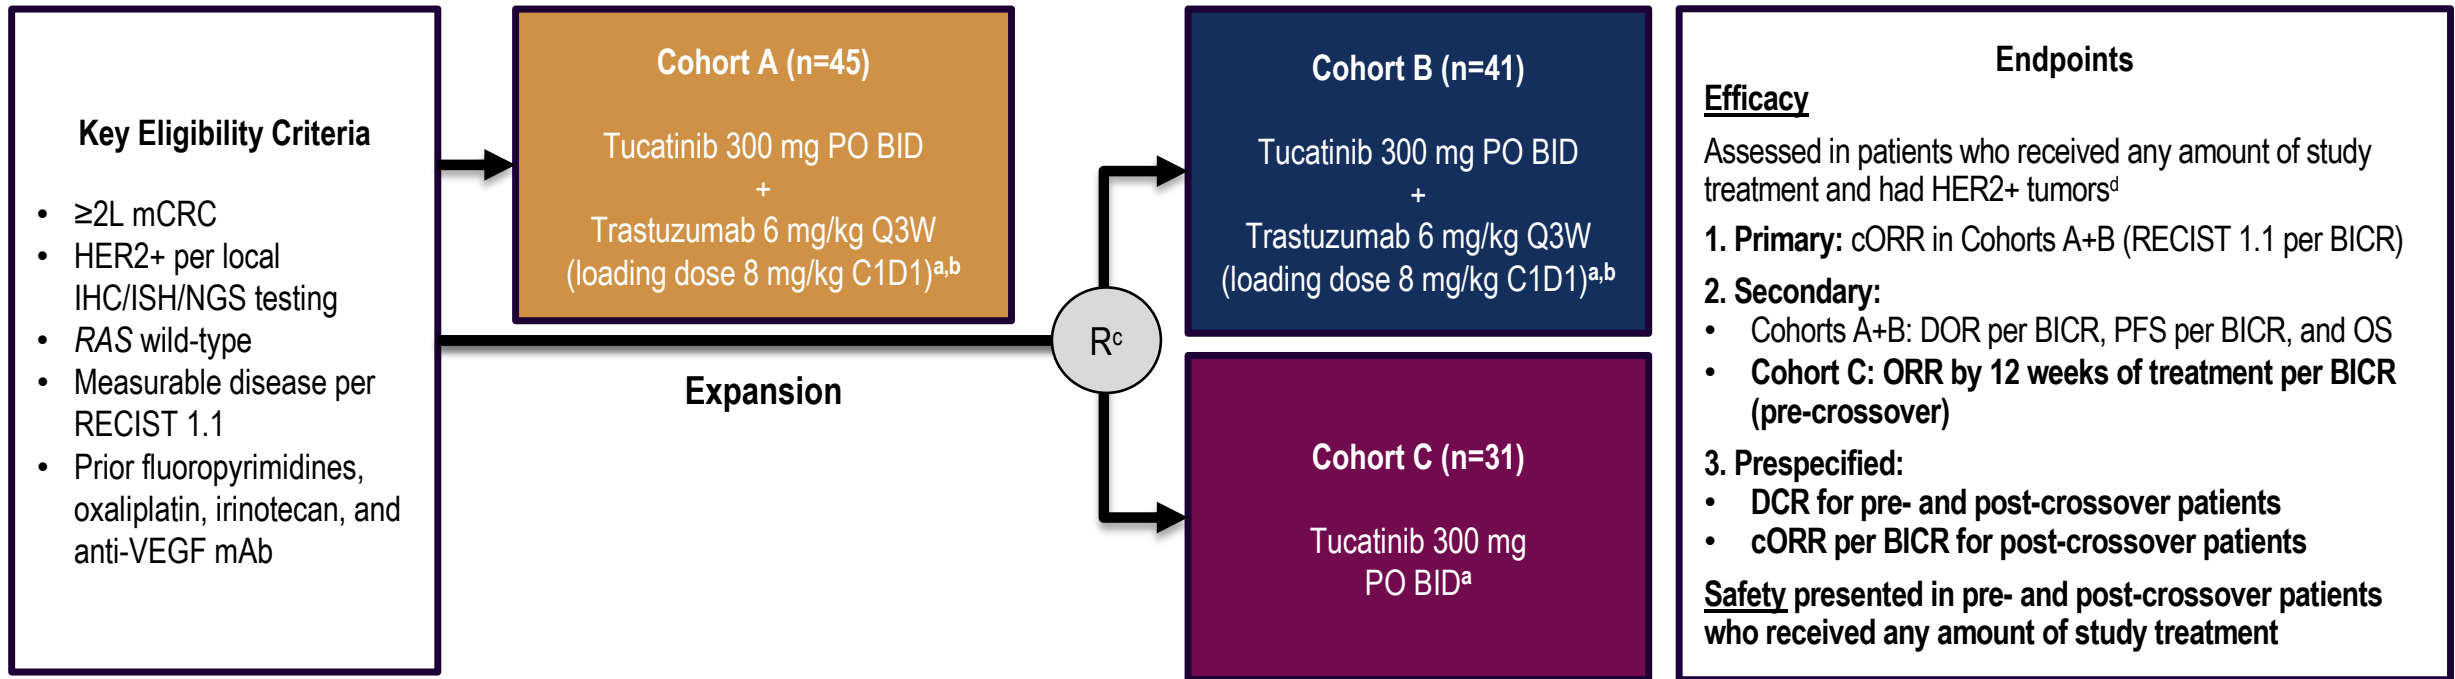 Key Eligibility Criteria
• ≥2L mCRC
• HER2+ per local
IHC/ISH/NGS testing
• RAS wild-type
• Measurable disease per
RECIST 1.1
• Prior fluoropyrimidines,
oxaliplatin, irinotecan, and
anti-VEGF mAb
Cohort A (n=45)
Tucatinib 300 mg PO BID
+
Trastuzumab 6 mg/kg Q3W
(loading dose 8 mg/kg C1D1)a,b
Expansion
Rc
Cohort B (n=41)
Tucatinib 300 mg PO BID
+
Trastuzumab 6 mg/kg Q3W
(loading dose 8 mg/kg C1D1)a,b
Cohort C (n=31)
Tucatinib 300 mg
PO BIDa
Endpoints
Efficacy
Assessed in patients who received any amount of study
treatment and had HER2+ tumorsd
1. Primary: cORR in Cohorts A+B (RECIST 1.1 per BICR)
2. Secondary:
• Cohorts A+B: DOR per BICR, PFS per BICR, and OS
• Cohort C: ORR by 12 weeks of treatment per BICR
(pre-crossover)
3. Prespecified:
• DCR for pre- and post-crossover patients
• cORR per BICR for post-crossover patients
Safety presented in pre- and post-crossover patients
who received any amount of study treatment